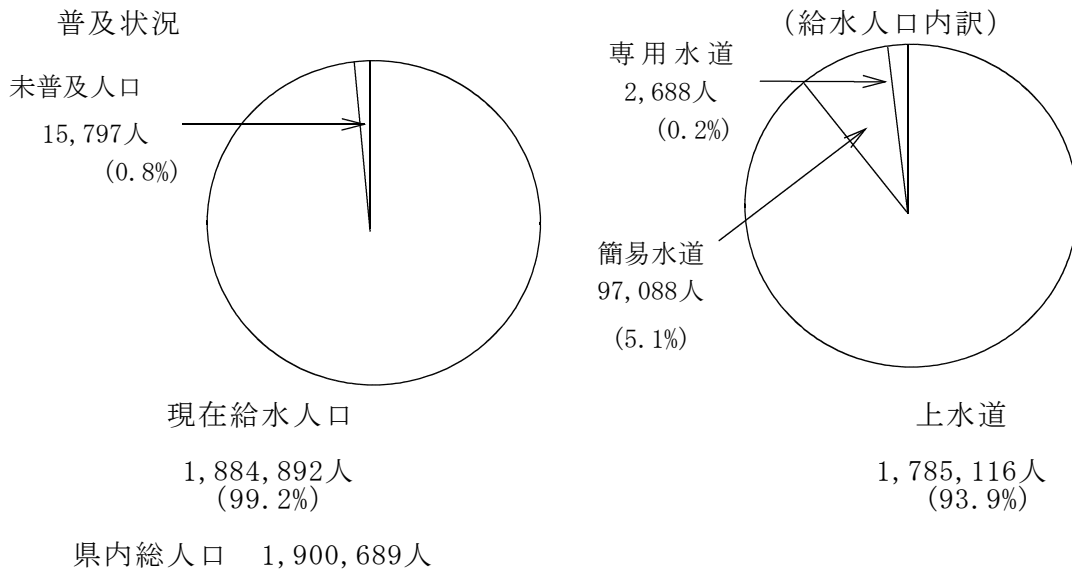 普及状況
未普及人口
15,797人
(0.8%)
現在給水人口
1,884,892人
(99.2%)
県内総人口 1,900,689人
(給水人口内訳)
専用水道
2,688人
(0.2%)
簡易水道
97,088人
(5.1%)
上水道
1,785,116人
(93.9%)